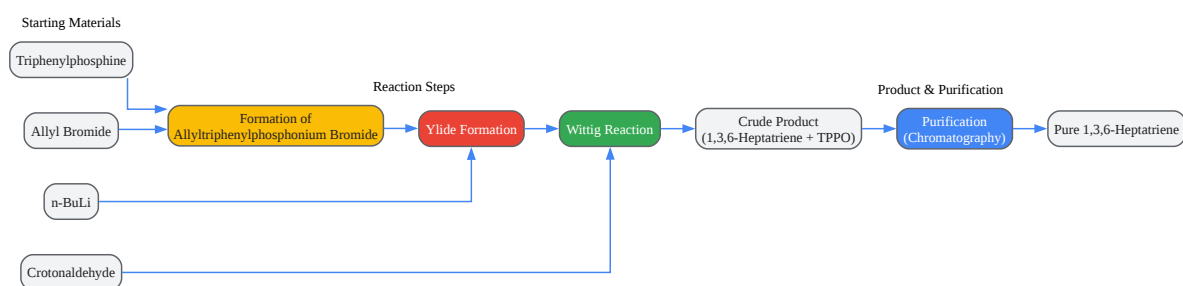 Starting Materials
Triphenylphosphine
Reaction Steps
Product & Purification
Formation of
Allyltriphenylphosphonium Bromide
Allyl Bromide
Ylide Formation
Wittig Reaction
Crude Product
(1,3,6-Heptatriene + TPPO)
Purification
(Chromatography)
Pure 1,3,6-Heptatriene
n-BuLi
Crotonaldehyde